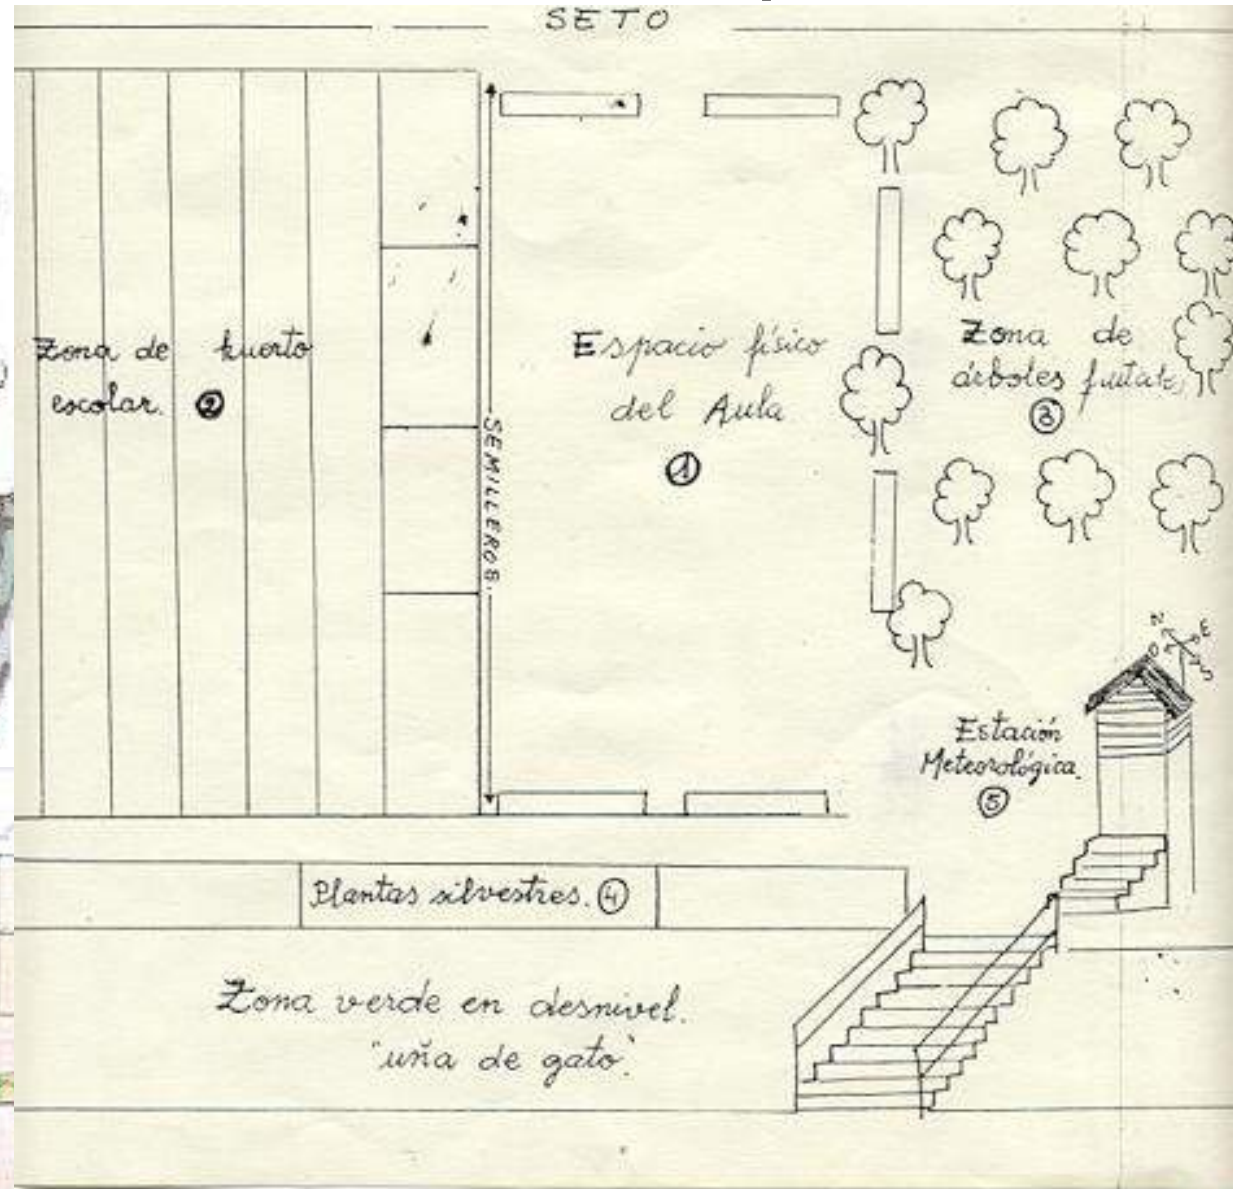 SETO
Zona de huerto
escolar. 2
SEMILLEROS.
Espacio físico
del Aula
1
Zona de
árboles frutales
3
N
E
O
S
Estación
Meteorológica.
5
Plantas silvestres. 4
Zona verde en desnivel.
"uña de gato".